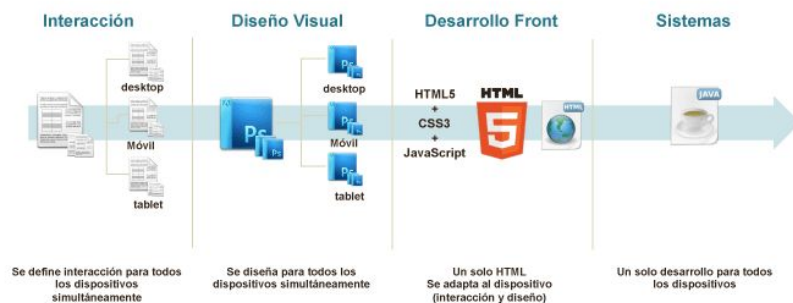 Interacción
Diseño Visual
Desarrollo Front
Sistemas
desktop
Móvil
tablet
Ps
desktop
Móvil
tablet
HTML5
+
CSS3
+
JavaScript
HTML
5
HTML
JAVA
Se define interacción para todos
los dispositivos
simultáneamente
Se diseña para todos los
dispositivos simultáneamente
Un solo HTML
Se adapta al dispositivo
(interacción y diseño)
Un solo desarrollo para todos
los dispositivos